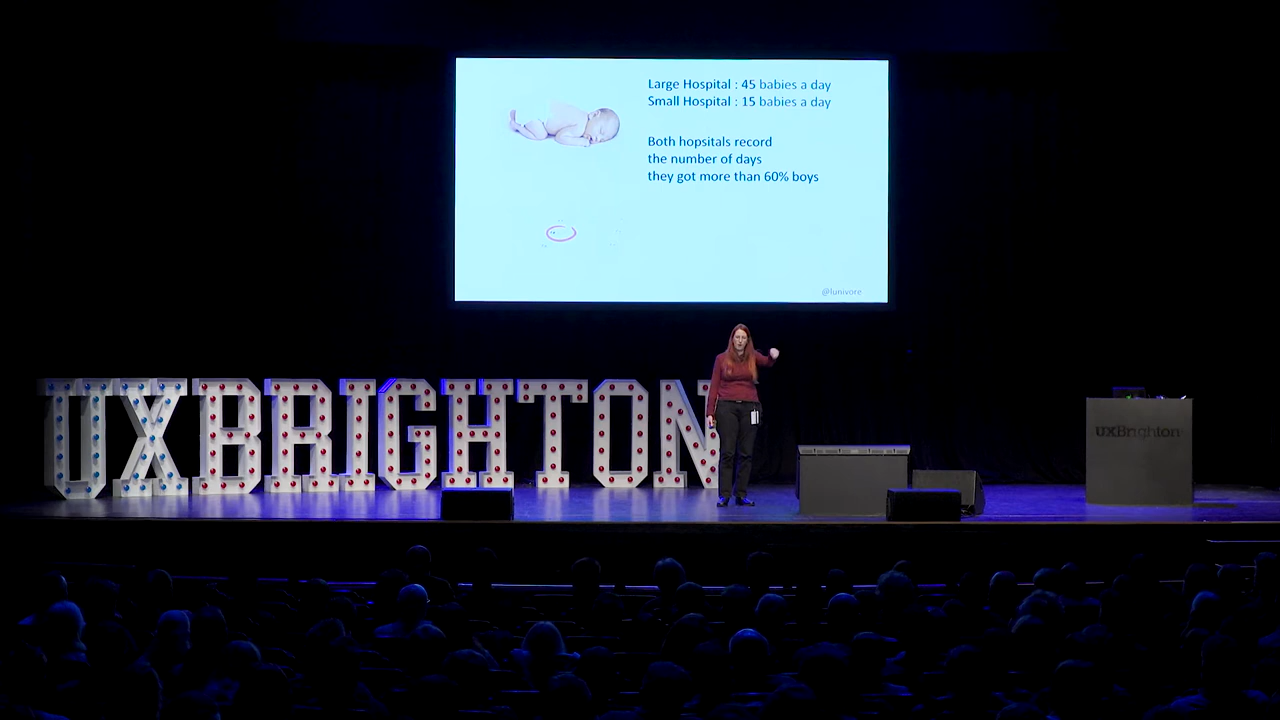 Large Hospital : 45 babies a day
Small Hospital : 15 babies a day
Both hopsitals record
the number of days
they got more than 60% boys
@lunivore
UXBRIGHTON
UXBrighton